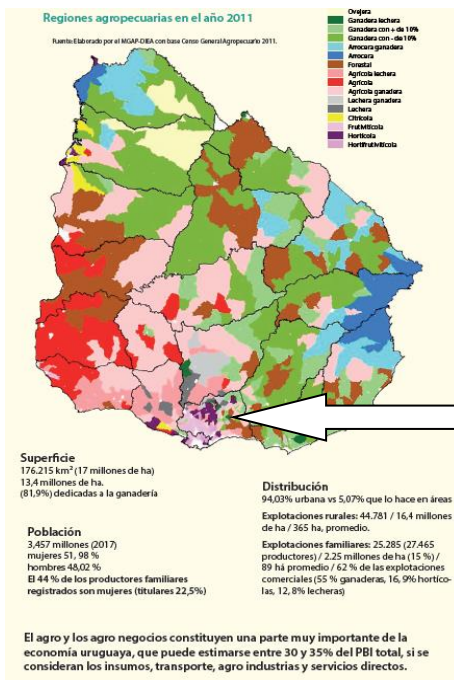 Regiones agropecuarias en el año 2011
Fuente:Elaborado por el MGAP-DIEA con base Censo General Agropecuario 2011.
Ovejera
Ganadera lechera
Ganadera con + de 10%
Ganadera con - de 10%
Arrocera ganadera
Arrocera
Forestal
Agrícola lechera
Agrícola
Agrícola ganadera
Lechera ganadera
Lechera
Citrícola
Frutivitícola
Hortícola
Hortifrutivitícola
Superficie
176.215 km² (17 millones de ha)
13,4 millones de ha.
(81,9%) dedicadas a la ganadería
Población
3,457 millones (2017)
mujeres 51, 98 %
hombres 48,02 %
El 44 % de los productores familiares
registrados son mujeres (titulares 22,5%)
Distribución
94,03% urbana vs 5,07% que lo hace en áreas
Explotaciones rurales: 44.781 / 16,4 millones
de ha / 365 ha, promedio.
Explotaciones familiares: 25.285 (27.465
productores) / 2.25 millones de ha (15 %) /
89 há promedio / 62 % de las explotaciones
comerciales (55 % ganaderas, 16, 9% hortíco-
las, 12, 8% lecheras)
El agro y los agro negocios constituyen una parte muy importante de la
economía uruguaya, que puede estimarse entre 30 y 35% del PBI total, si se
consideran los insumos, transporte, agro industrias y servicios directos.